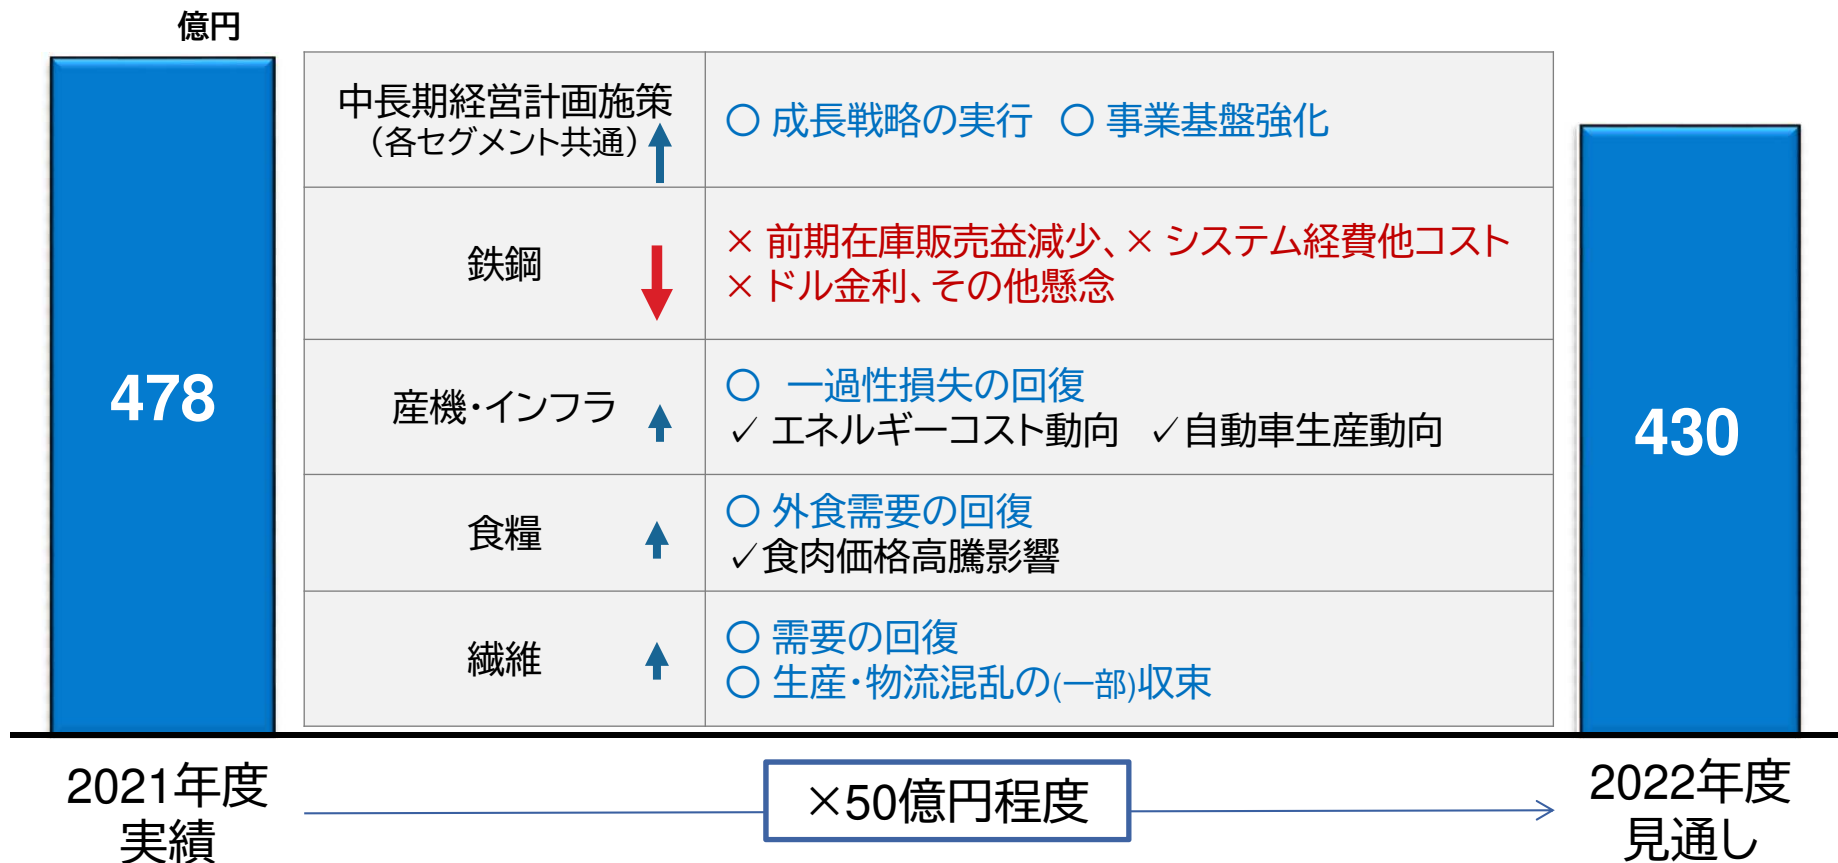 億円
478
中長期経営計画施策
（各セグメント共通）
○ 成長戦略の実行 ○ 事業基盤強化
鉄鋼
× 前期在庫販売益減少、× システム経費他コスト
× ドル金利、その他懸念
産機・インフラ
○ 一過性損失の回復
✓ エネルギーコスト動向 ✓自動車生産動向
食糧
○ 外食需要の回復
✓食肉価格高騰影響
繊維
○ 需要の回復
○ 生産・物流混乱の(一部)収束
430
2021年度
実績
×50億円程度
2022年度
見通し